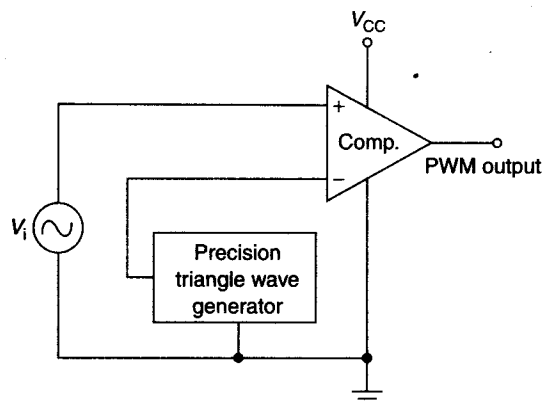 VCC
+
Comp.
−
PWM output
Vi
Precision
triangle wave
generator